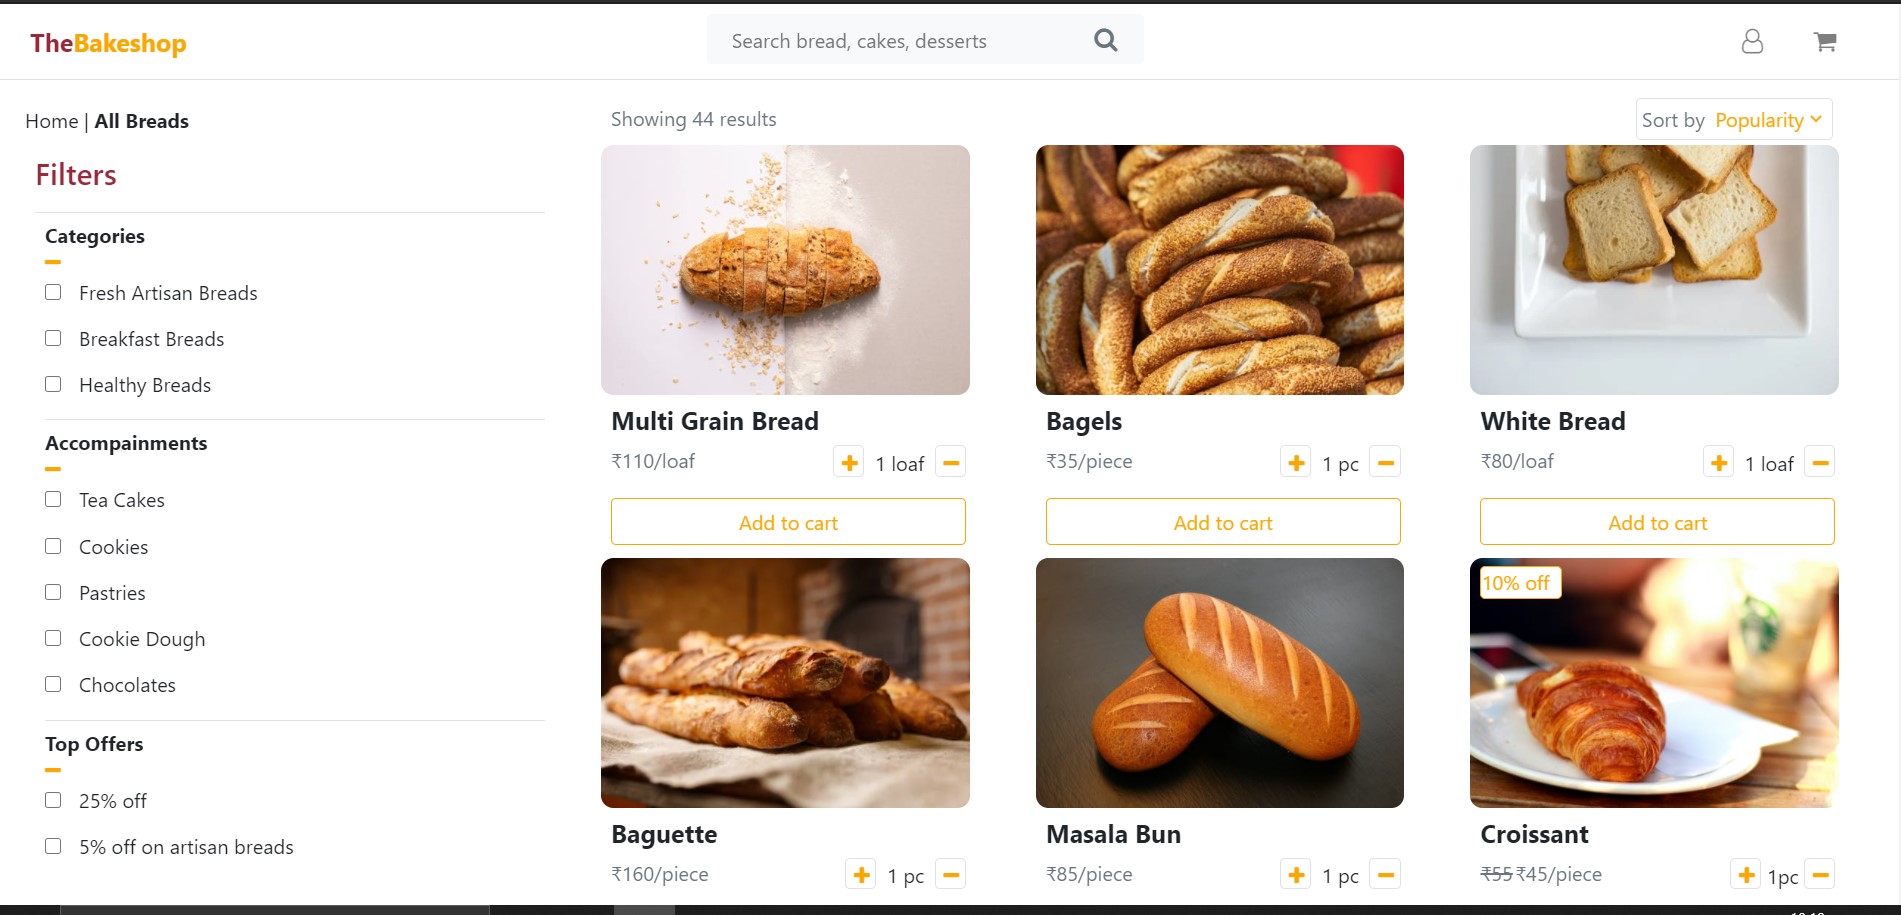 TheBakeshop
Search bread, cakes, desserts
Home | All Breads
Filters
Categories
Fresh Artisan Breads
Breakfast Breads
Healthy Breads
Accompainments
Tea Cakes
Cookies
Pastries
Cookie Dough
Chocolates
Top Offers
25% off
5% off on artisan breads
Showing 44 results
Sort by Popularity
Multi Grain Bread
₹110/loaf
1 loaf
Add to cart
Bagels
₹35/piece
1 pc
Add to cart
White Bread
₹80/loaf
1 loaf
Add to cart
Baguette
₹160/piece
1 pc
Masala Bun
₹85/piece
1 pc
10% off
Croissant
₹55 ₹45/piece
1pc